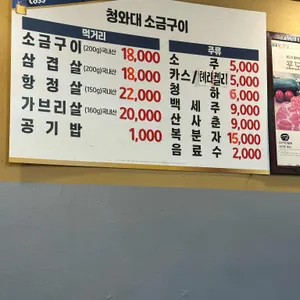 Cass
청와대 소금구이
먹거리
소금구이 (200g)국내산 18,000
삼겹살 (200g)국내산 18,000
항정살 (150g)국내산 22,000
가브리살 (160g)국내산 20,000
공기밥 1,000
주류
소주 5,000
카스/테라/켈리 5,000
청하 6,000
백세주 9,000
산사춘 9,000
복분자 15,000
음료수 2,000
포도